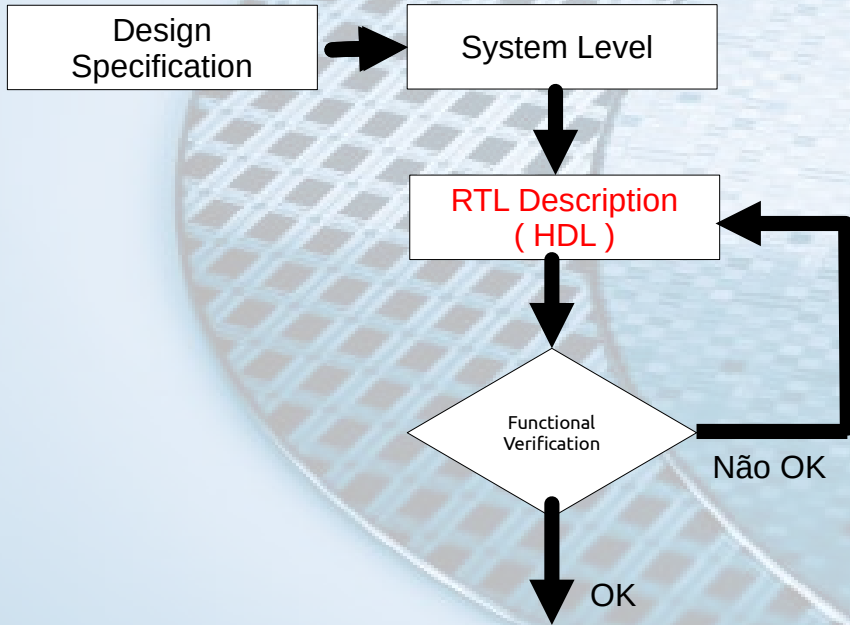 Design
Specification
System Level
RTL Description
( HDL )
Functional
Verification
Não OK
OK